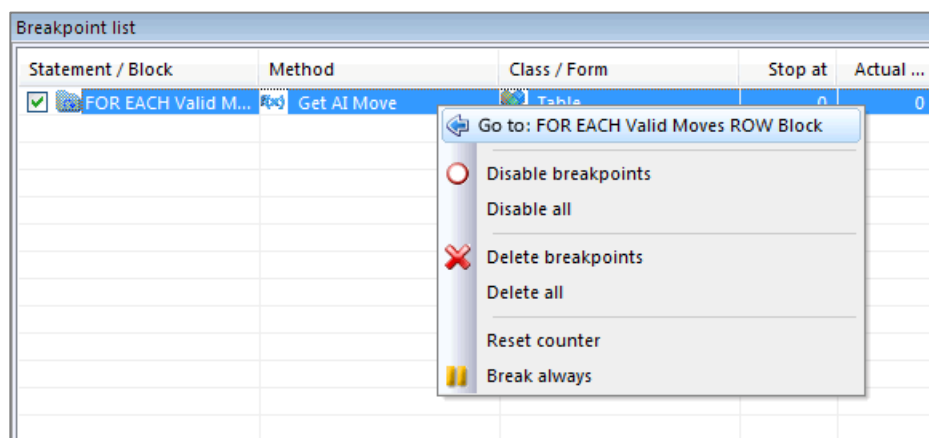 Breakpoint list
Statement / Block Method Class / Form Stop at Actual ...
FOR EACH Valid M... f(x) Get AI Move Table 0 0
Go to: FOR EACH Valid Moves ROW Block
Disable breakpoints
Disable all
Delete breakpoints
Delete all
Reset counter
Break always